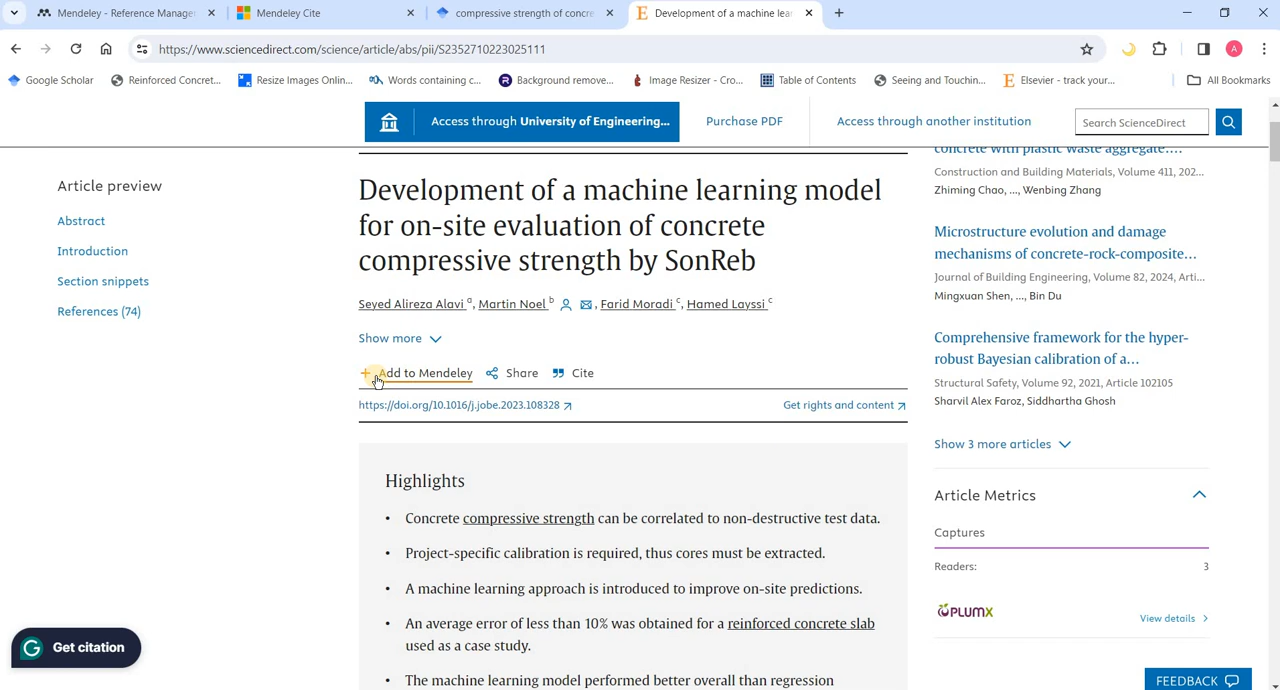 Mendeley - Reference Manage
Mendeley Cite
compressive strength of concre
Development of a machine lear
https://www.sciencedirect.com/science/article/abs/pii/S2352710223025111
A
Google Scholar
Reinforced Concret...
Resize Images Onlin...
Words containing c...
Background remove...
Image Resizer - Cro...
Table of Contents
Seeing and Touchin...
Elsevier - track your...
All Bookmarks
Access through University of Engineering...
Purchase PDF
Access through another institution
Search ScienceDirect
Article preview
Abstract
Introduction
Section snippets
References (74)
Development of a machine learning model
for on-site evaluation of concrete
compressive strength by SonReb
Seyed Alireza Alavi a, Martin Noel b, Farid Moradi c, Hamed Layssi c
Show more
Add to Mendeley
Share
Cite
https://doi.org/10.1016/j.jobe.2023.108328
Get rights and content
Highlights
• Concrete compressive strength can be correlated to non-destructive test data.
• Project-specific calibration is required, thus cores must be extracted.
• A machine learning approach is introduced to improve on-site predictions.
• An average error of less than 10% was obtained for a reinforced concrete slab
used as a case study.
• The machine learning model performed better overall than regression
concrete with plastic waste aggregate:...
Construction and Building Materials, Volume 411, 202...
Zhiming Chao, ..., Wenbing Zhang
Microstructure evolution and damage
mechanisms of concrete-rock-composite...
Journal of Building Engineering, Volume 82, 2024, Arti...
Mingxuan Shen, ..., Bin Du
Comprehensive framework for the hyper-
robust Bayesian calibration of a...
Structural Safety, Volume 92, 2021, Article 102105
Sharvil Alex Faroz, Siddhartha Ghosh
Show 3 more articles
Article Metrics
Captures
Readers: 3
PLUMX
View details
Get citation
FEEDBACK